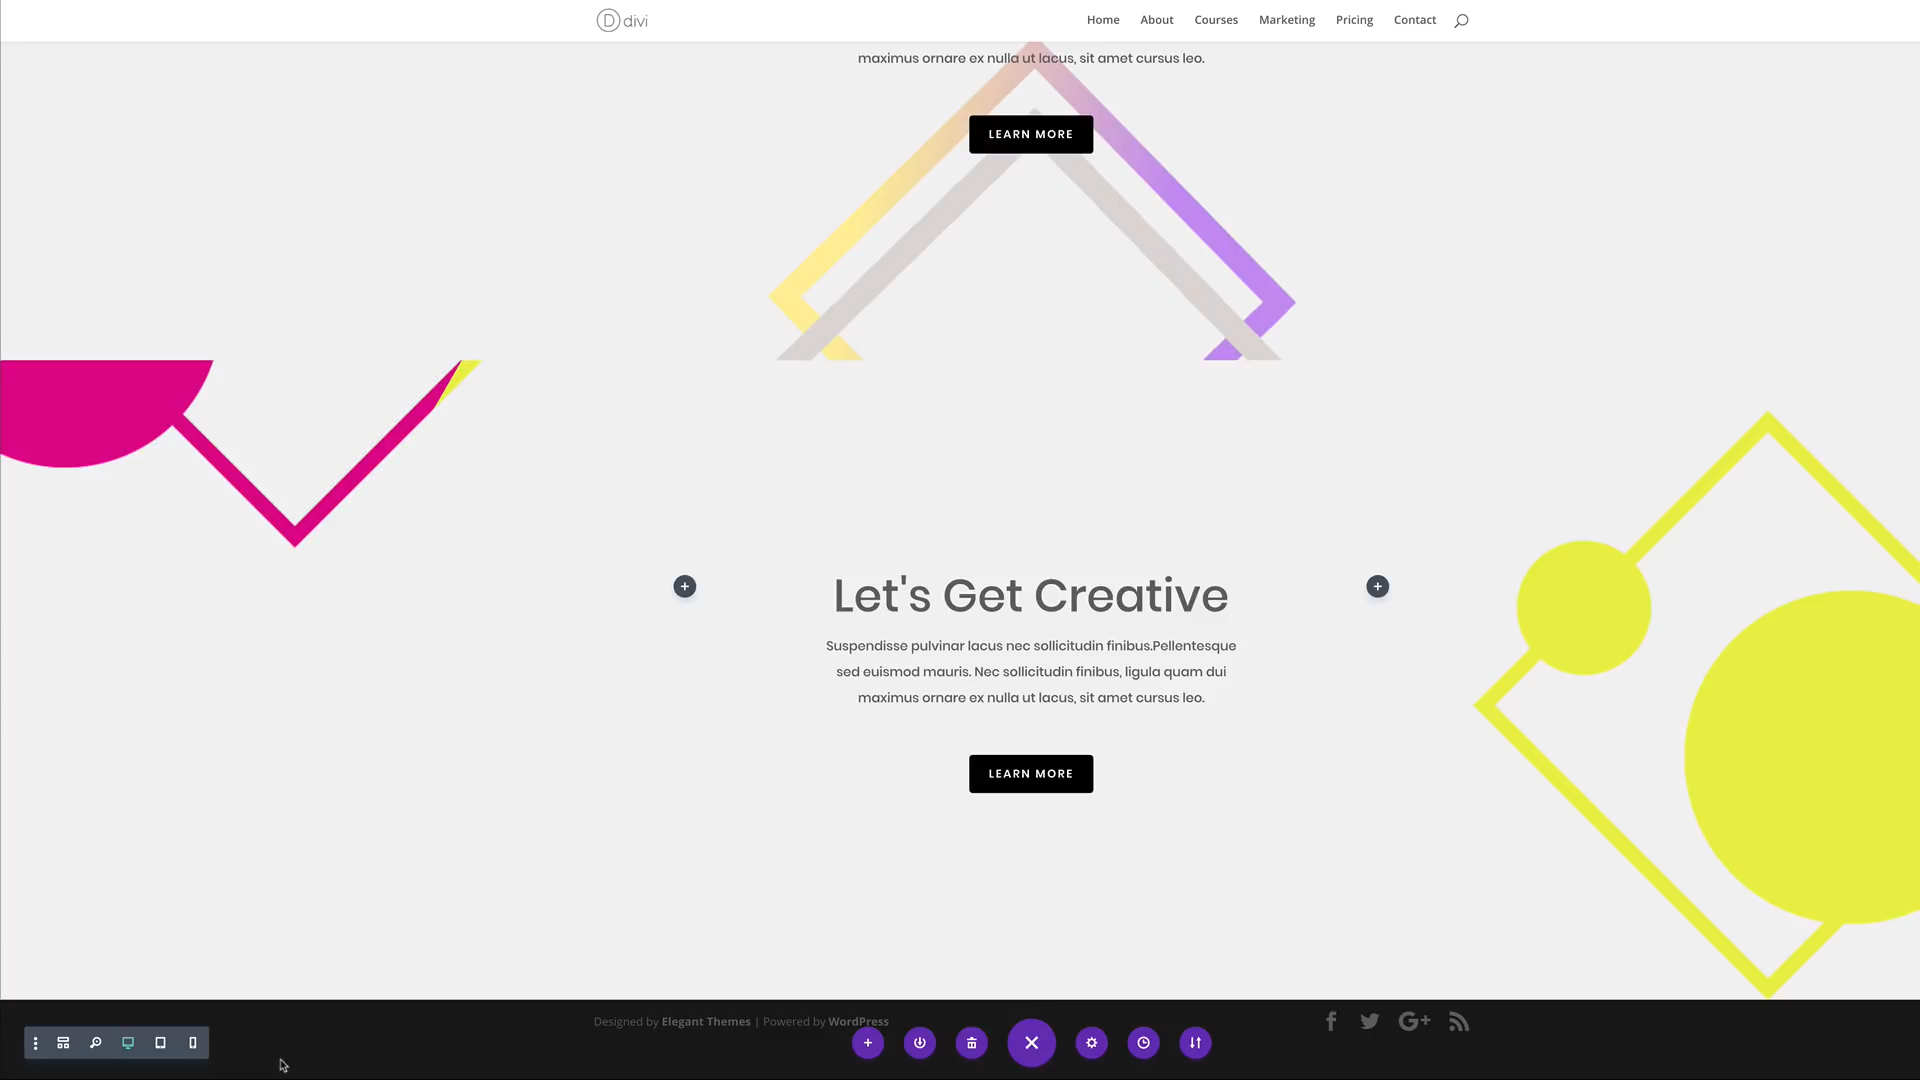 D divi
Home About Courses Marketing Pricing Contact
maximus ornare ex nulla ut lacus, sit amet cursus leo.
LEARN MORE
Let's Get Creative
Suspendisse pulvinar lacus nec sollicitudin finibus.Pellentesque
sed euismod mauris. Nec sollicitudin finibus, ligula quam dui
maximus ornare ex nulla ut lacus, sit amet cursus leo.
LEARN MORE
Designed by Elegant Themes | Powered by WordPress